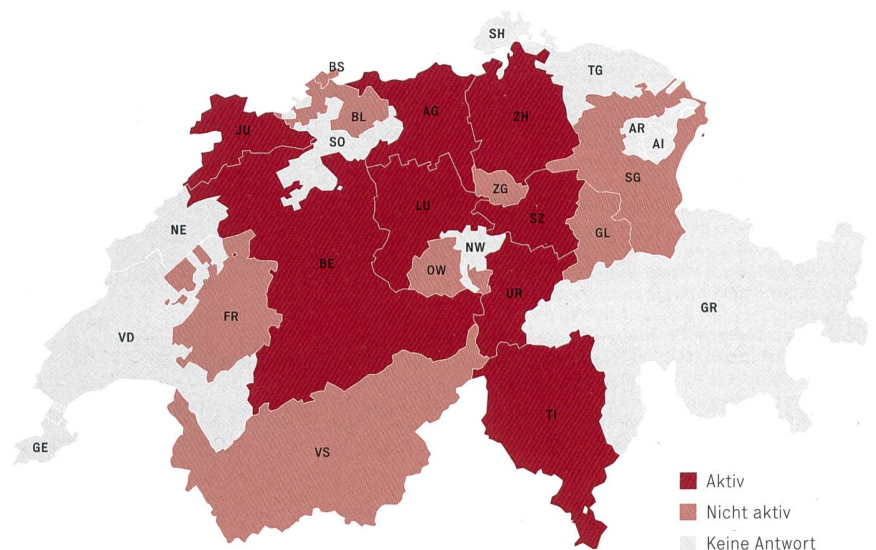 SH
BS
TG
BL
AG
ZH
JU
AR
SO
AI
SG
ZG
LU
SZ
NE
GL
NW
BE
OW
UR
GR
FR
VD
TI
GE
VS
Aktiv
Nicht aktiv
Keine Antwort